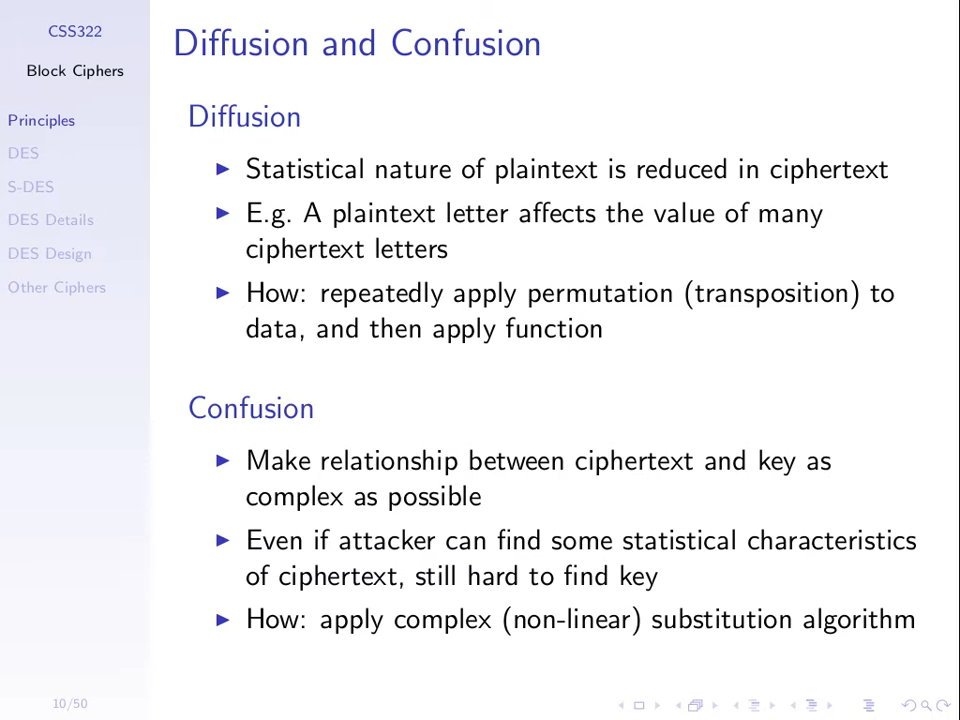 CSS322
Block Ciphers
Principles
DES
S-DES
DES Details
DES Design
Other Ciphers
10/50
Diffusion and Confusion
Diffusion
Statistical nature of plaintext is reduced in ciphertext
E.g. A plaintext letter affects the value of many
ciphertext letters
How: repeatedly apply permutation (transposition) to
data, and then apply function
Confusion
Make relationship between ciphertext and key as
complex as possible
Even if attacker can find some statistical characteristics
of ciphertext, still hard to find key
How: apply complex (non-linear) substitution algorithm